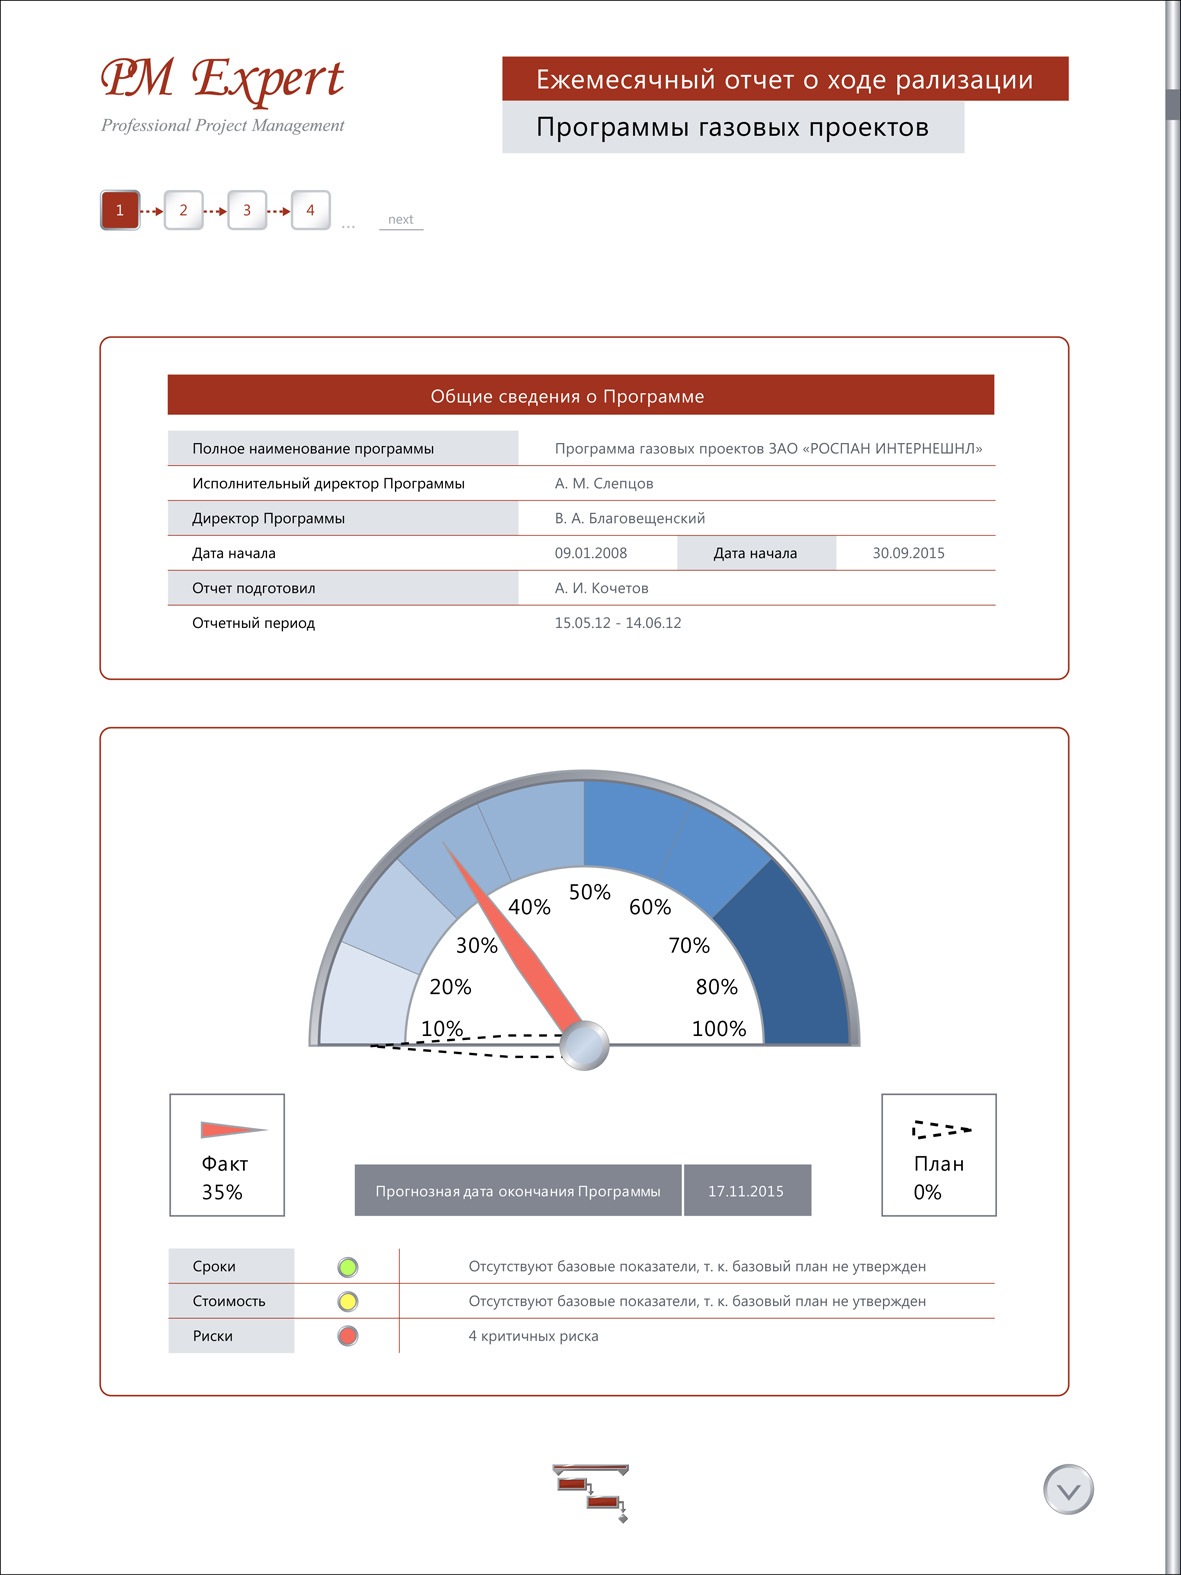 PM Expert
Professional Project Management
Ежемесячный отчет о ходе рализации
Программы газовых проектов
1 2 3 4 ... next
Общие сведения о Программе
Полное наименование программы Программа газовых проектов ЗАО «РОСПАН ИНТЕРНЕШНЛ»
Исполнительный директор Программы А. М. Слепцов
Директор Программы В. А. Благовещенский
Дата начала 09.01.2008 Дата начала 30.09.2015
Отчет подготовил А. И. Кочетов
Отчетный период 15.05.12 - 14.06.12
50%
40% 60%
30% 70%
20% 80%
10% 100%
Факт
35%
План
0%
Прогнозная дата окончания Программы 17.11.2015
Сроки Отсутствуют базовые показатели, т. к. базовый план не утвержден
Стоимость Отсутствуют базовые показатели, т. к. базовый план не утвержден
Риски 4 критичных риска